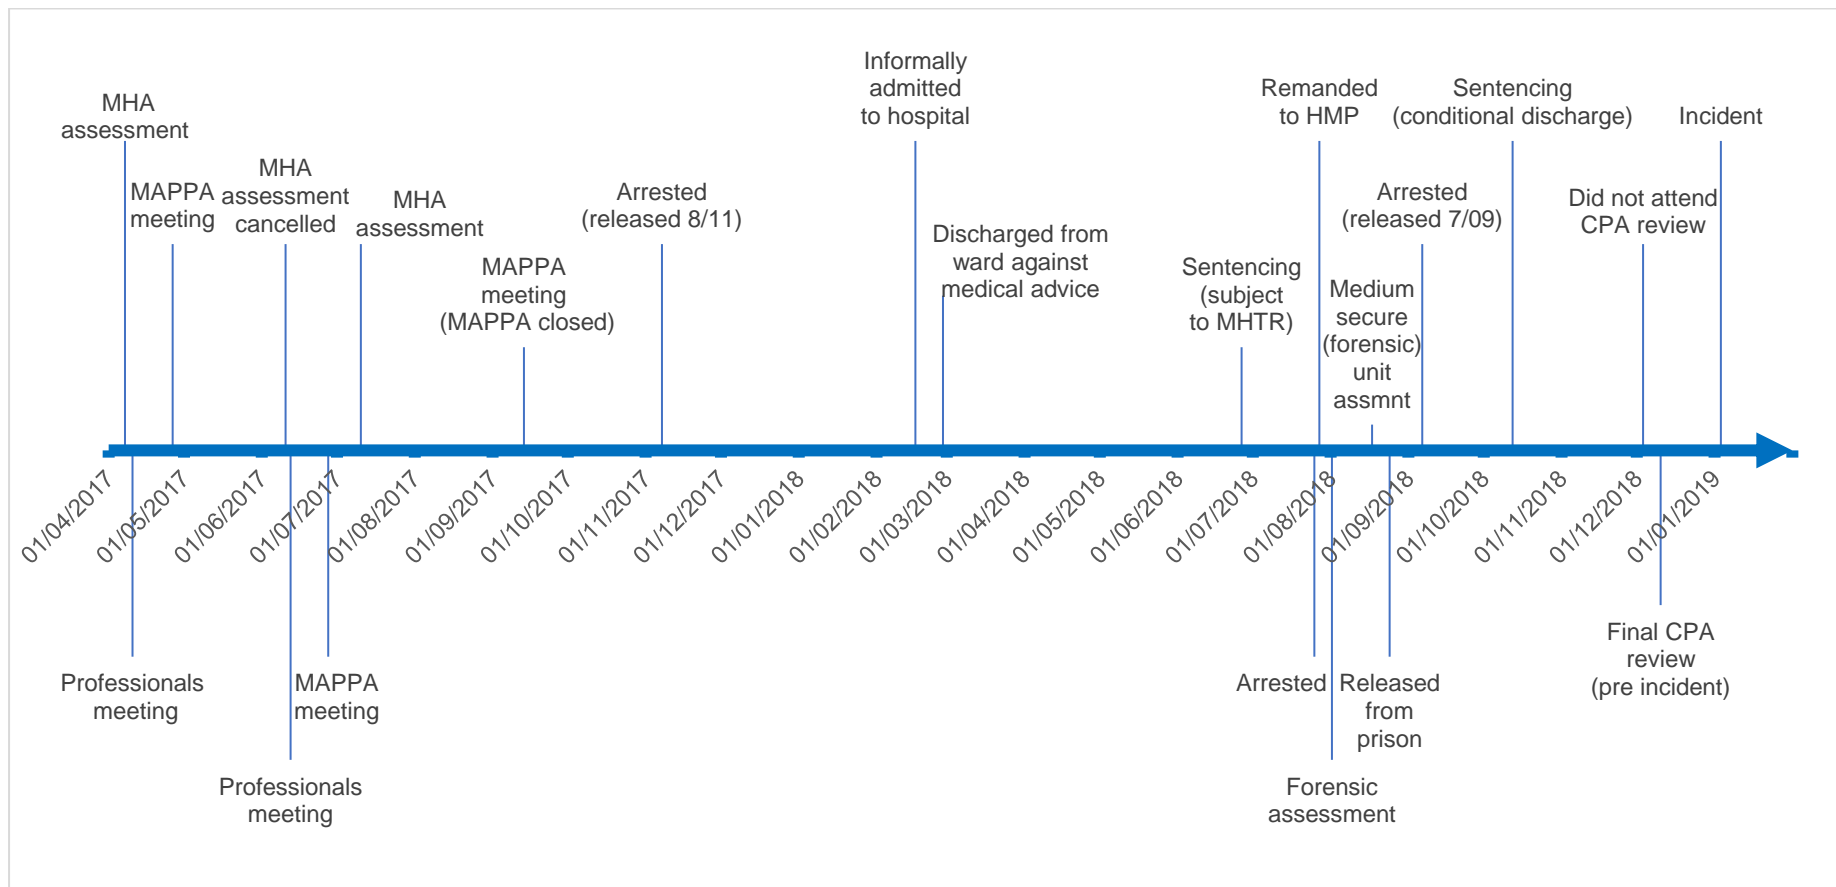 MHA
assessment
MAPPA
meeting
MHA
assessment
cancelled
MHA
assessment
MAPPA
meeting
(MAPPA closed)
Arrested
(released 8/11)
Informally
admitted
to hospital
Discharged from
ward against
medical advice
Sentencing
(subject
to MHTR)
Remanded
to HMP
Medium
secure
(forensic)
unit
assmnt
Arrested
(released 7/09)
Sentencing
(conditional discharge)
Did not attend
CPA review
Incident
01/04/2017
01/05/2017
01/06/2017
01/07/2017
01/08/2017
01/09/2017
01/10/2017
01/11/2017
01/12/2017
01/01/2018
01/02/2018
01/03/2018
01/04/2018
01/05/2018
01/06/2018
01/07/2018
01/08/2018
01/09/2018
01/10/2018
01/11/2018
01/12/2018
01/01/2019
Professionals
meeting
Professionals
meeting
MAPPA
meeting
Arrested
Forensic
assessment
Released
from
prison
Final CPA
review
(pre incident)